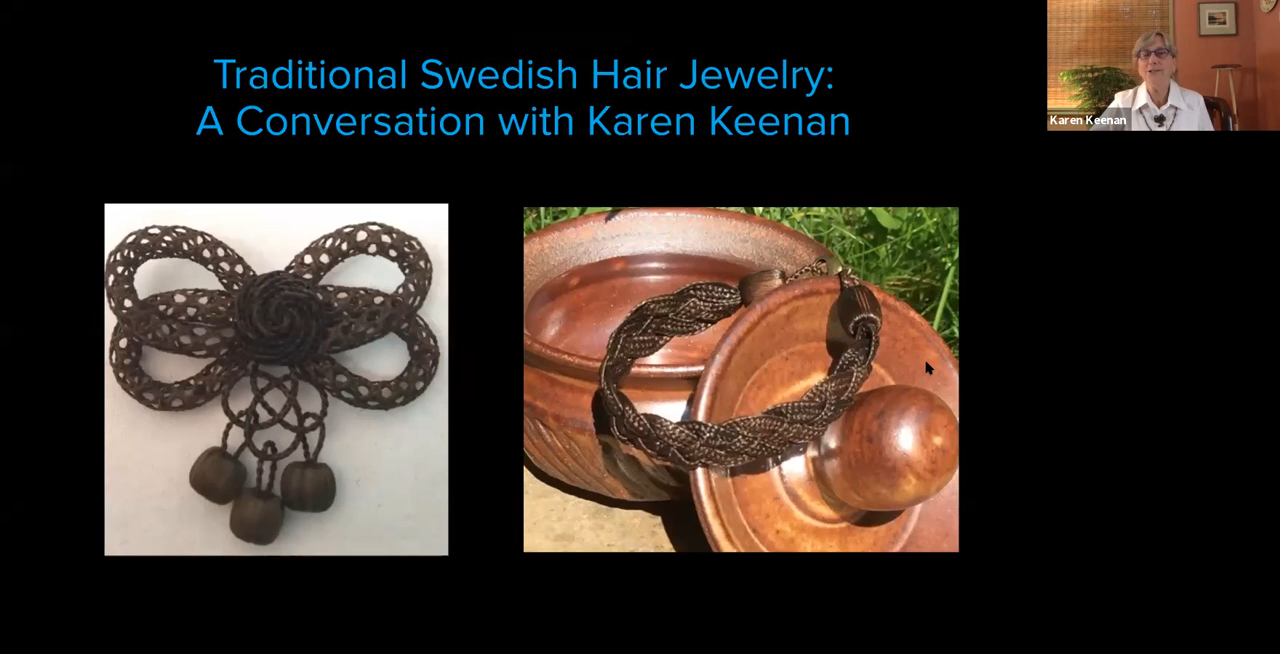 Traditional Swedish Hair Jewelry:
A Conversation with Karen Keenan
Karen Keenan